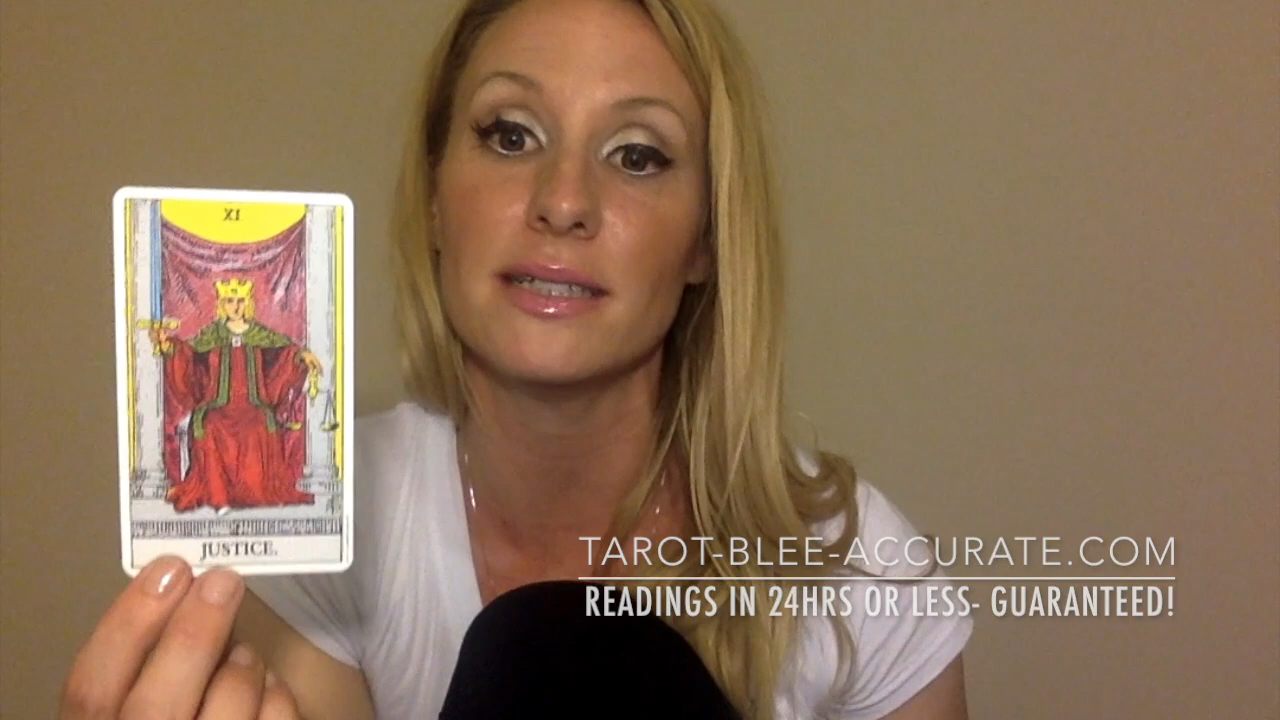 XI
JUSTICE.
TAROT-BLEE-ACCURATE.COM
READINGS IN 24HRS OR LESS- GUARANTEED!